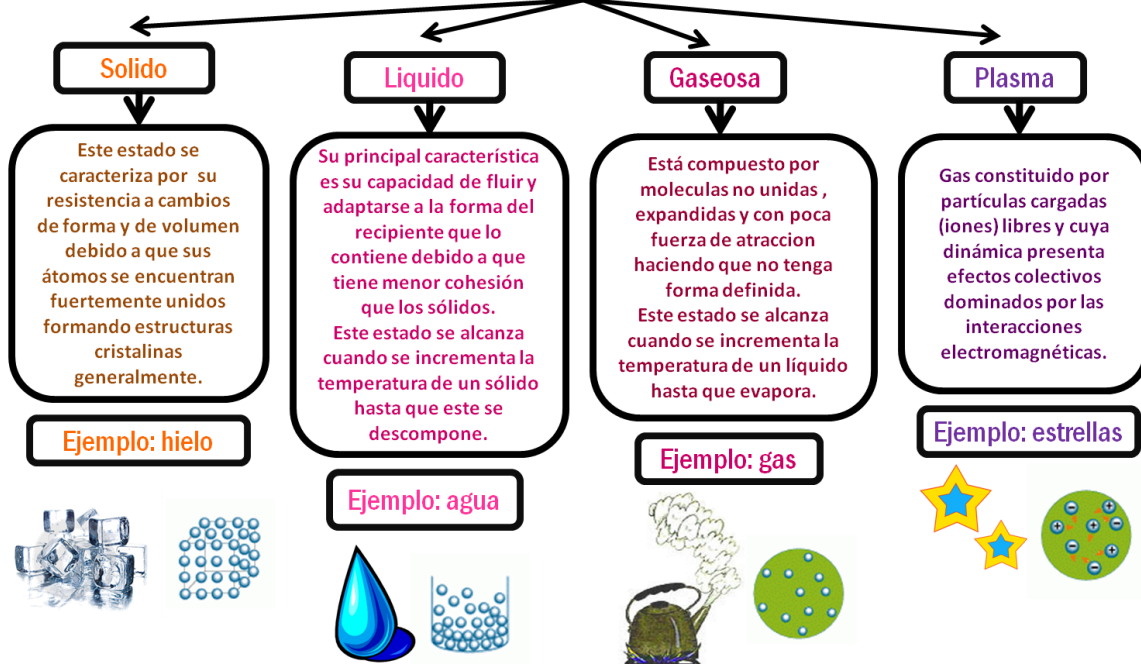 Solido
Este estado se
caracteriza por su
resistencia a cambios
de forma y de volumen
debido a que sus
átomos se encuentran
fuertemente unidos
formando estructuras
cristalinas
generalmente.
Ejemplo: hielo
Liquido
Su principal característica
es su capacidad de fluir y
adaptarse a la forma del
recipiente que lo
contiene debido a que
tiene menor cohesión
que los sólidos.
Este estado se alcanza
cuando se incrementa la
temperatura de un sólido
hasta que este se
descompone.
Ejemplo: agua
Gaseosa
Está compuesto por
moleculas no unidas ,
expandidas y con poca
fuerza de atraccion
haciendo que no tenga
forma definida.
Este estado se alcanza
cuando se incrementa la
temperatura de un líquido
hasta que evapora.
Ejemplo: gas
Plasma
Gas constituido por
partículas cargadas
(iones) libres y cuya
dinámica presenta
efectos colectivos
dominados por las
interacciones
electromagnéticas.
Ejemplo: estrellas